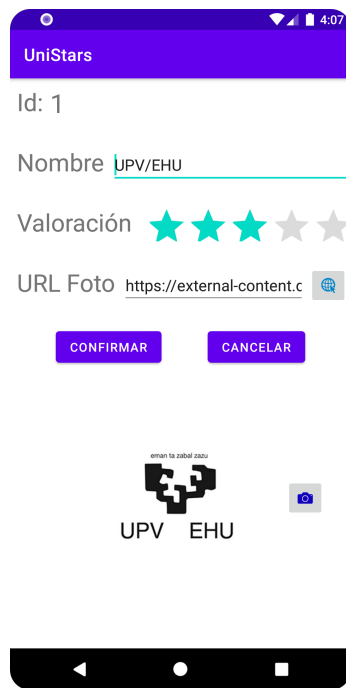 4:07
UniStars
Id: 1
Nombre UPV/EHU
Valoración
URL Foto https://external-content.c
CONFIRMAR CANCELAR
eman ta zabal zazu
UPV EHU